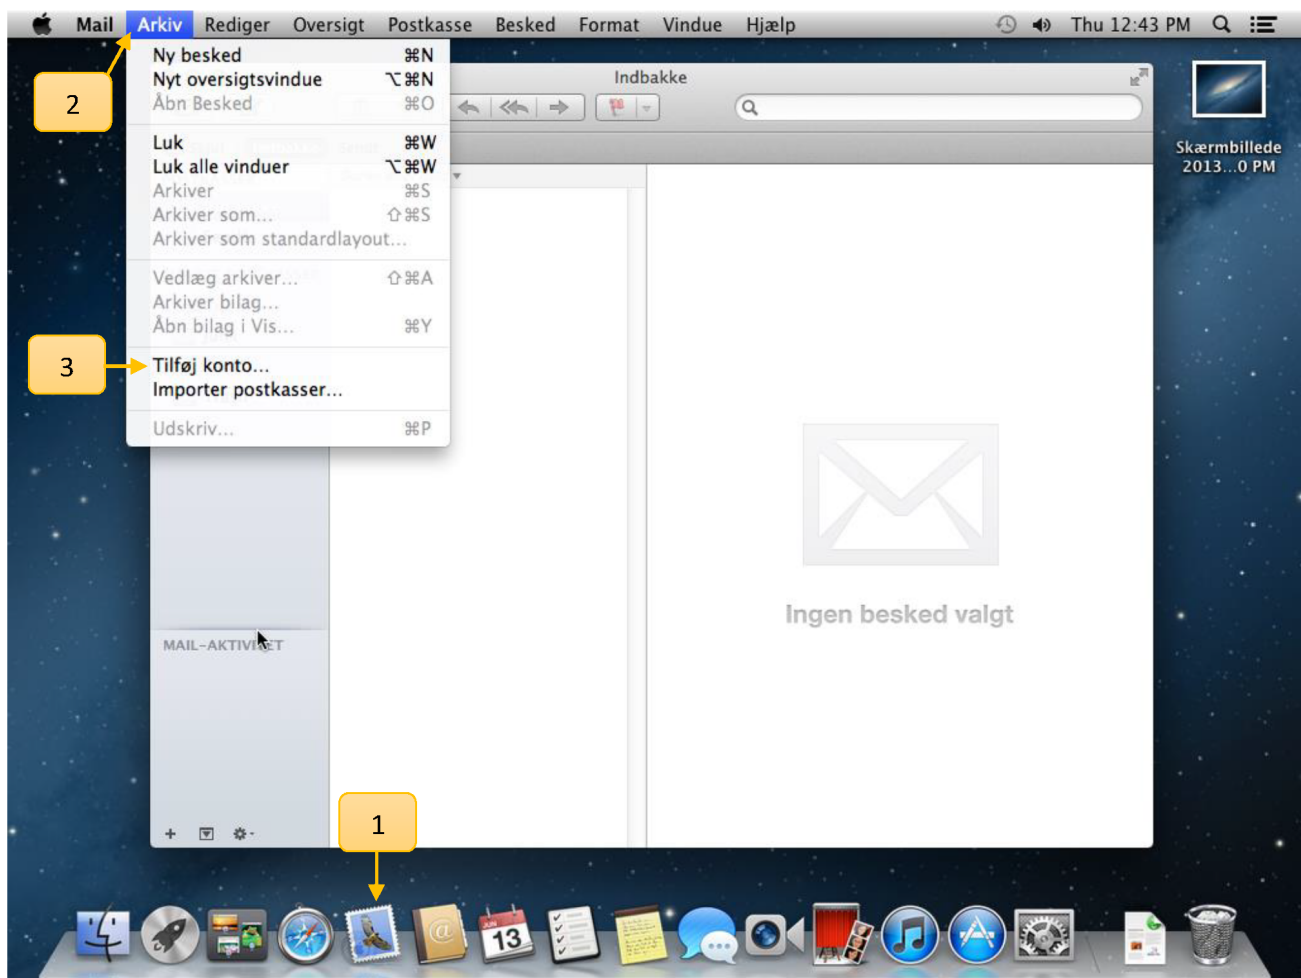 Mail Arkiv Rediger Oversigt Postkasse Besked Format Vindue Hjælp Thu 12:43 PM
2
Ny besked ⌘N
Nyt oversigtsvindue ⌥⌘N
Åbn Besked ⌘O
Luk ⌘W
Luk alle vinduer ⌥⌘W
Arkiver ⌘S
Arkiver som... ⇧⌘S
Arkiver som standardlayout...
Vedlæg arkiver... ⇧⌘A
Arkiver bilag...
Åbn bilag i Vis... ⌘Y
3
Tilføj konto...
Importer postkasser...
Udskriv... ⌘P
Indbakke
Skærmbillede
2013...0 PM
Ingen besked valgt
MAIL-AKTIVITET
1
JUN
13